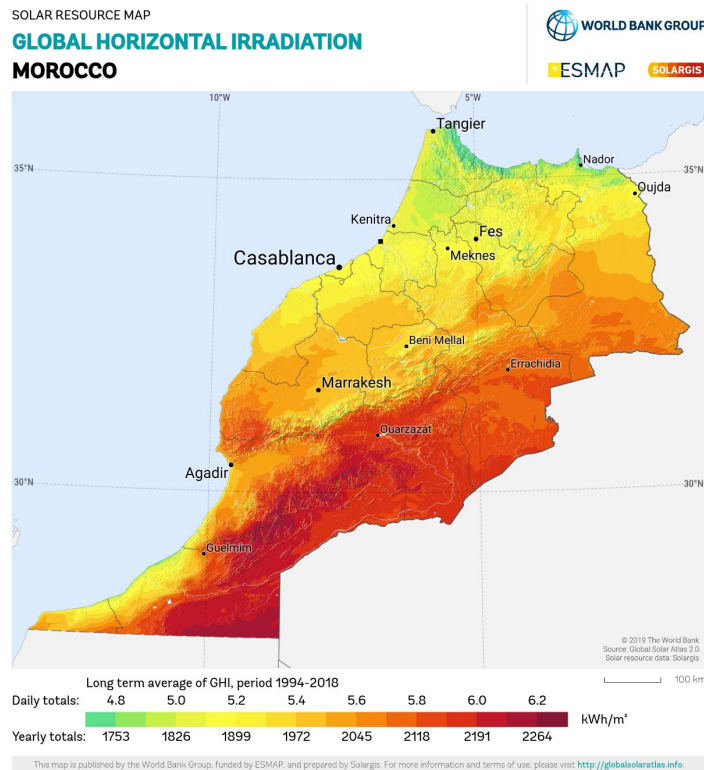 SOLAR RESOURCE MAP
GLOBAL HORIZONTAL IRRADIATION
MOROCCO
WORLD BANK GROUP
ESMAP
SOLARGIS
10°W
5°W
Tangier
Nador
35°N
35°N
Oujda
Kenitra
Fes
Casablanca
Meknes
Beni Mellal
Errachidia
Marrakesh
Ouarzazat
Agadir
30°N
30°N
Guelmim
© 2019 The World Bank
Source: Global Solar Atlas 2.0
Solar resource data: Solargis
Long term average of GHI, period 1994-2018
100 km
Daily totals: 4.8 5.0 5.2 5.4 5.6 5.8 6.0 6.2
kWh/m²
Yearly totals: 1753 1826 1899 1972 2045 2118 2191 2264
This map is published by the World Bank Group, funded by ESMAP, and prepared by Solargis. For more information and terms of use, please visit http://globalsolaratlas.info.